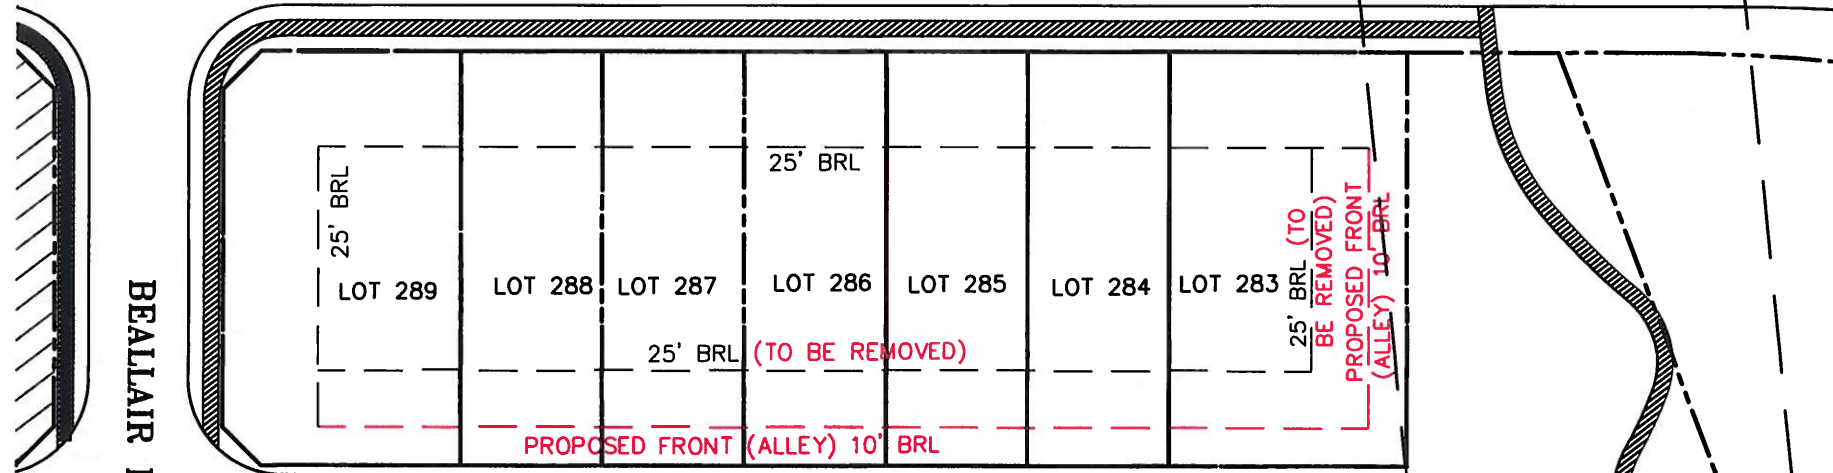 25' BRL
25' BRL
LOT 289
LOT 288
LOT 287
LOT 286
LOT 285
LOT 284
LOT 283
25' BRL (TO
BE REMOVED)
PROPOSED FRONT
(ALLEY) 10' BRL
25' BRL (TO BE REMOVED)
PROPOSED FRONT (ALLEY) 10' BRL
BEALLAIR